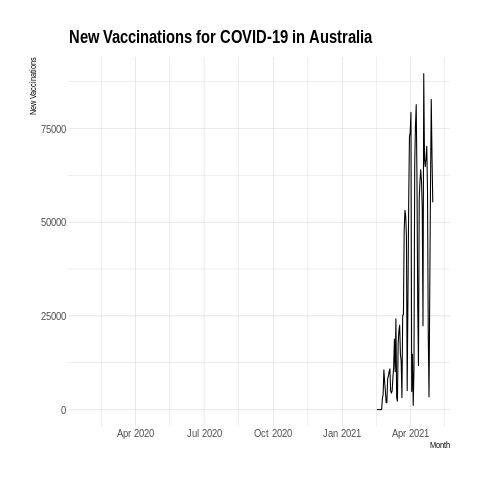 New Vaccinations for COVID-19 in Australia
New Vaccinations
75000
50000
25000
0
Apr 2020 Jul 2020 Oct 2020 Jan 2021 Apr 2021
Month